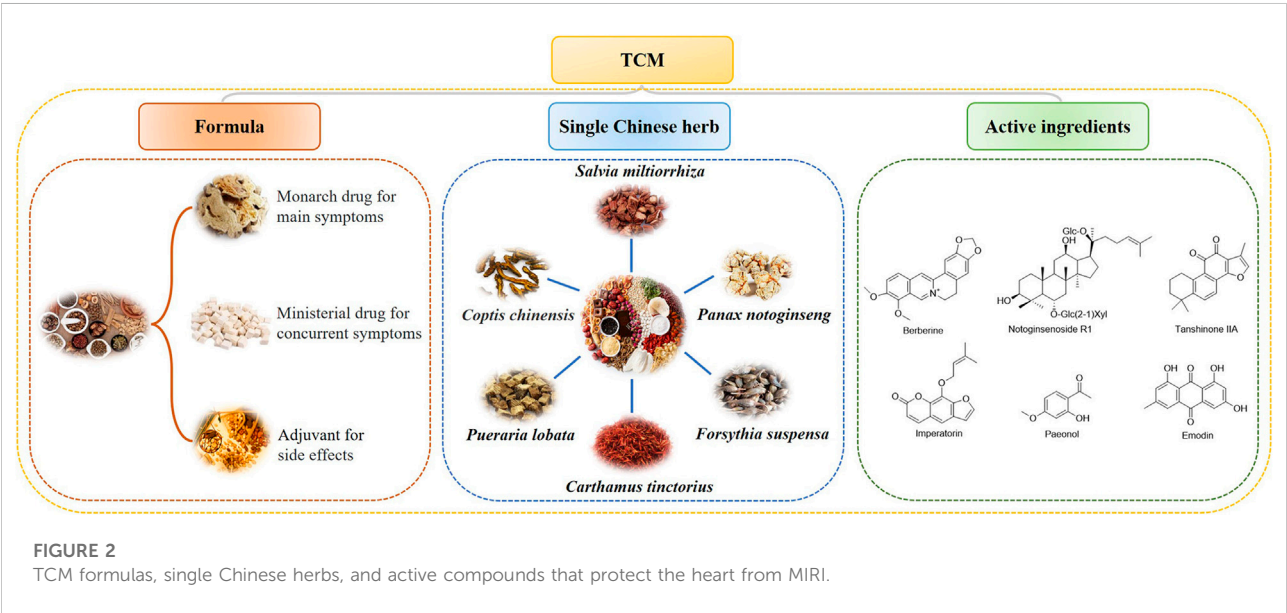 TCM
Formula
Single Chinese herb
Active ingredients
Monarch drug for
main symptoms
Ministerial drug for
concurrent symptoms
Adjuvant for
side effects
Salvia miltiorrhiza
Coptis chinensis
Panax notoginseng
Pueraria lobata
Forsythia suspensa
Carthamus tinctorius
O
O
O
O
N+
Berberine
Glc-O
OH
HO
O-Glc(2-1)Xyl
Notoginsenoside R1
O
O
O
Tanshinone IIA
O
O
O
O
Imperatorin
O
O
OH
Paeonol
OH
O
OH
OH
O
Emodin
FIGURE 2
TCM formulas, single Chinese herbs, and active compounds that protect the heart from MIRI.